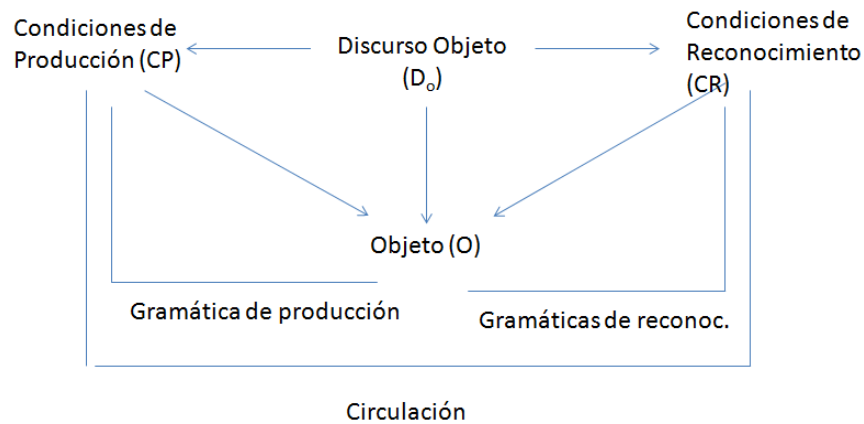 Condiciones de
Producción (CP)
Discurso Objeto
(Do)
Condiciones de
Reconocimiento
(CR)
Objeto (O)
Gramática de producción
Gramáticas de reconoc.
Circulación